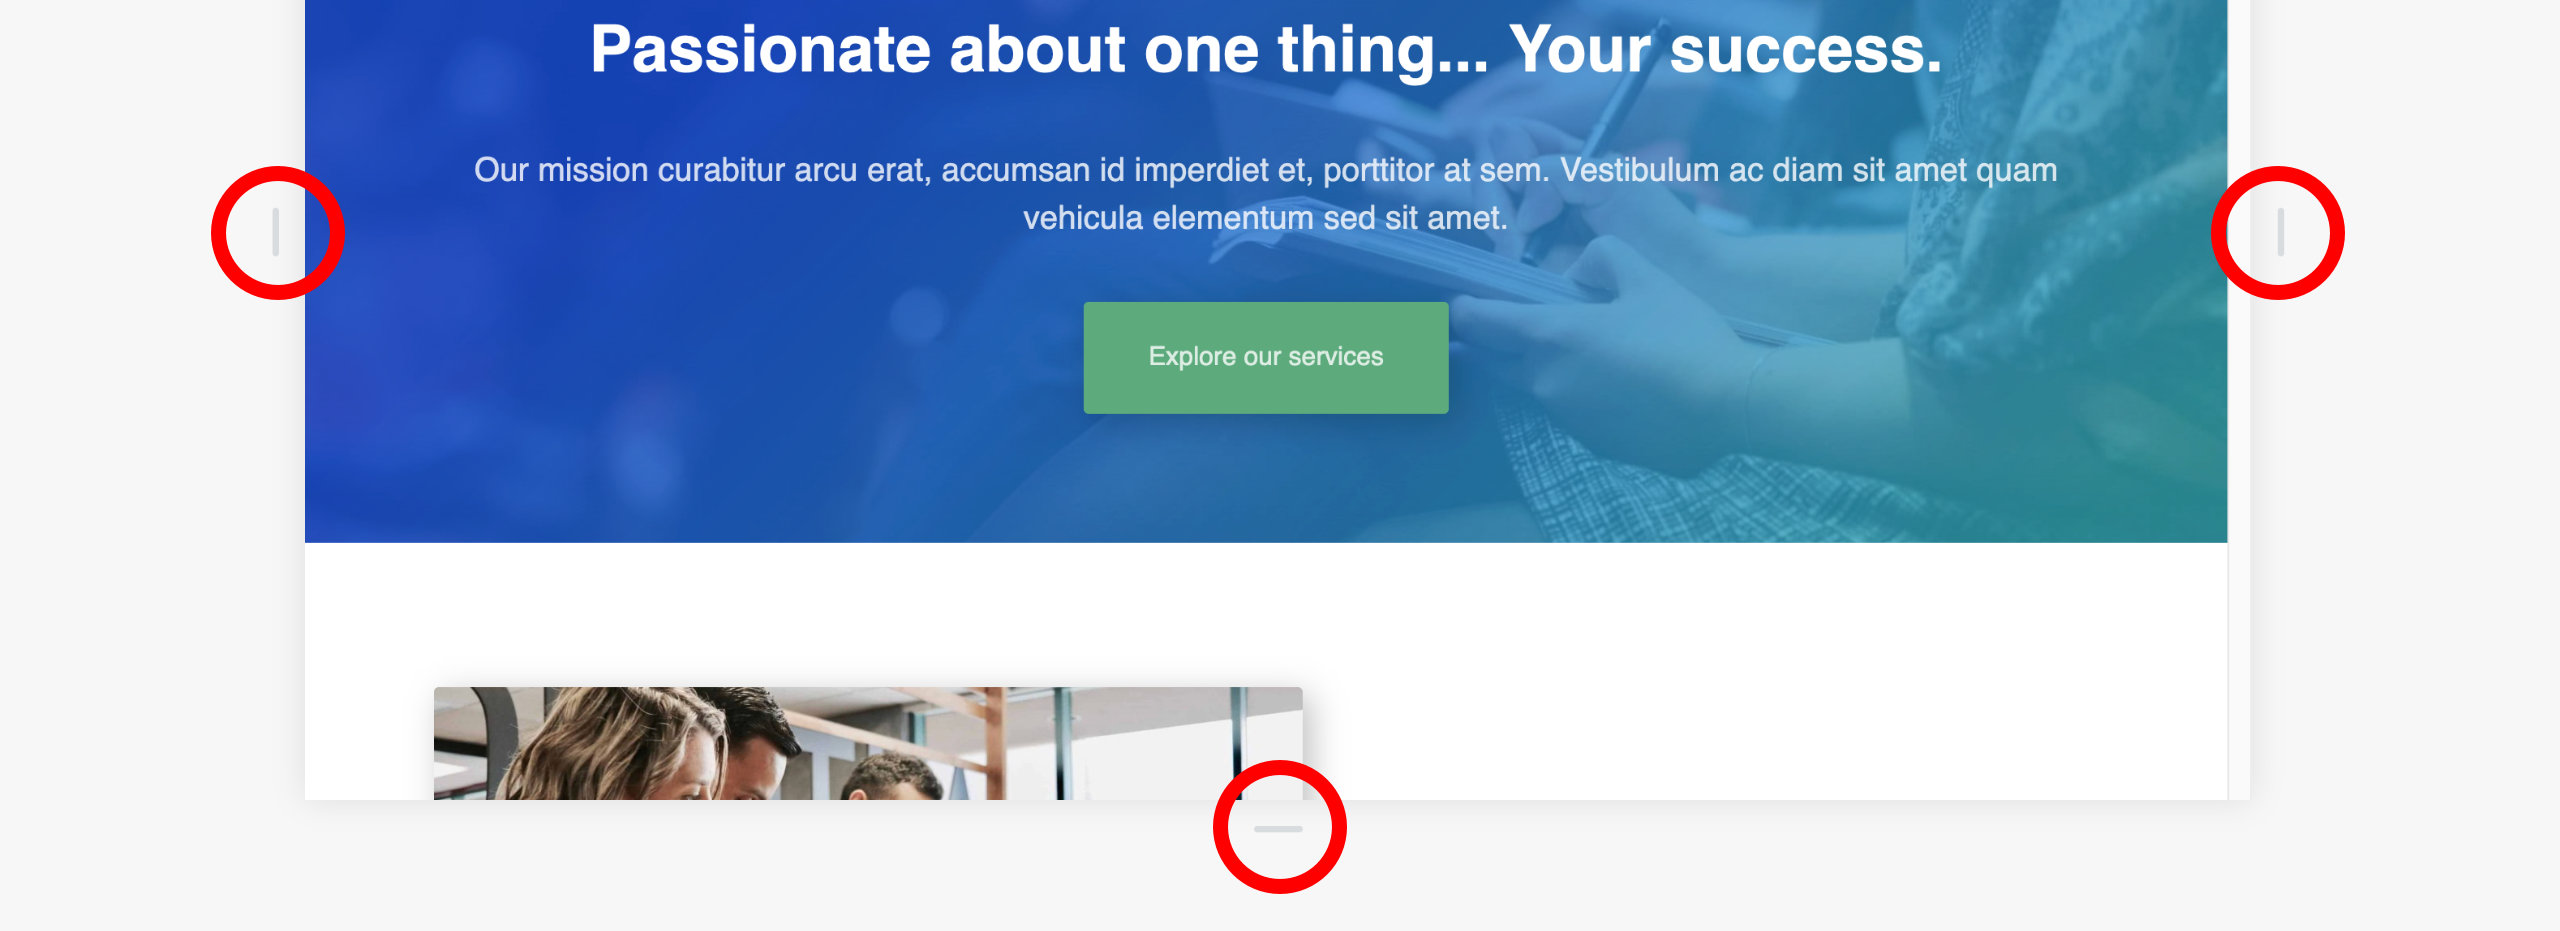 Passionate about one thing... Your success.
Our mission curabitur arcu erat, accumsan id imperdiet et, porttitor at sem. Vestibulum ac diam sit amet quam
vehicula elementum sed sit amet.
Explore our services